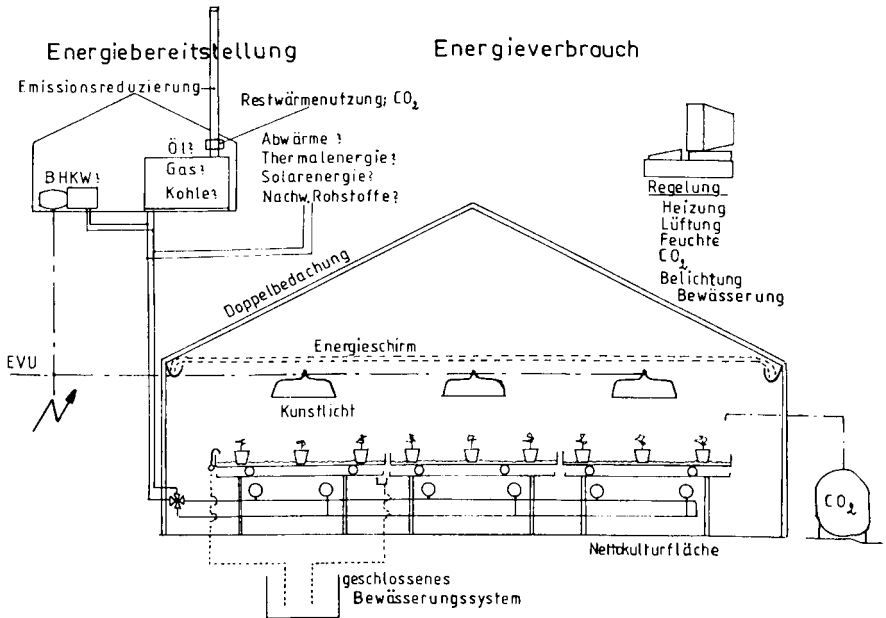 Energiebereitstellung
Energieverbrauch
Emissionsreduzierung
Restwärmenutzung; CO₂
Öl?
Gas?
Kohle?
BHKW?
Abwärme ?
Thermalenergie?
Solarenergie?
Nachw. Rohstoffe?
Regelung
Heizung
Lüftung
Feuchte
CO₂
Belichtung
Bewässerung
Doppelbedachung
Energieschirm
EVU
Kunstlicht
CO₂
Nettokulturfläche
geschlossenes
Bewässerungssystem